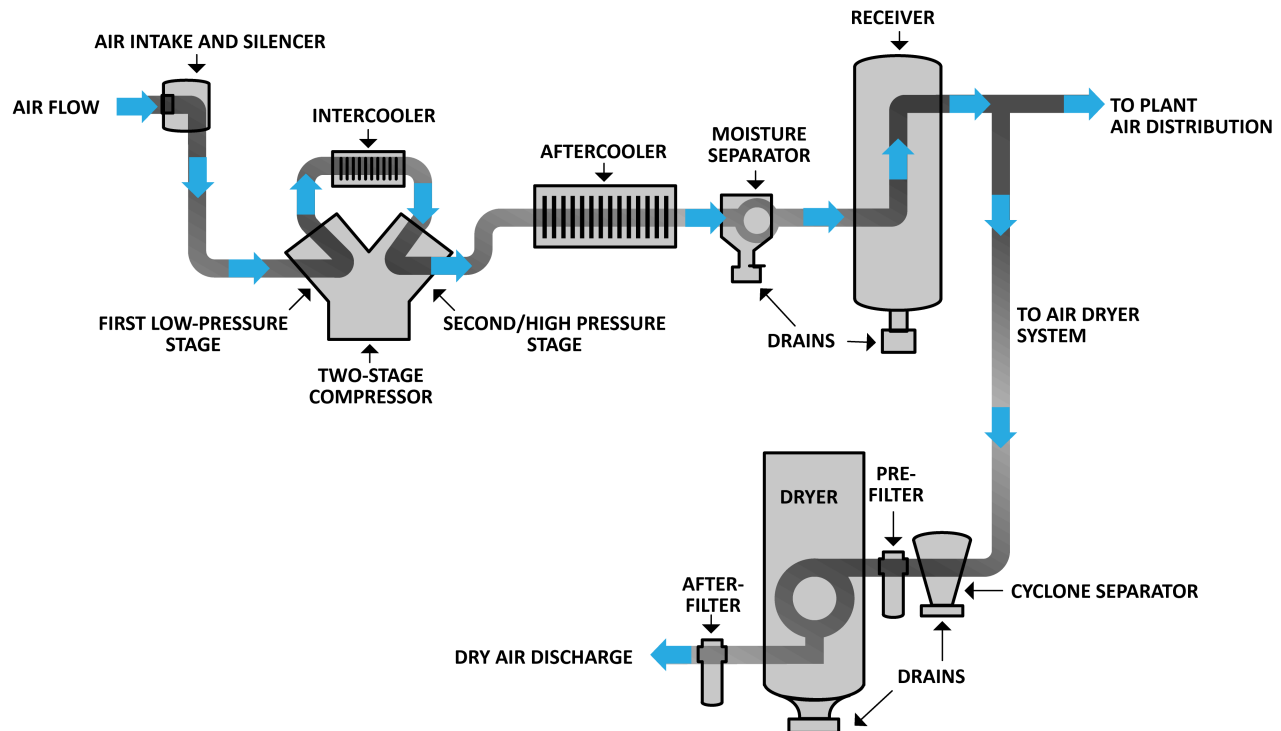 AIR INTAKE AND SILENCER
AIR FLOW
INTERCOOLER
AFTERCOOLER
MOISTURE
SEPARATOR
RECEIVER
TO PLANT
AIR DISTRIBUTION
FIRST LOW-PRESSURE
STAGE
TWO-STAGE
COMPRESSOR
SECOND/HIGH PRESSURE
STAGE
DRAINS
TO AIR DRYER
SYSTEM
DRYER
PRE-
FILTER
CYCLONE SEPARATOR
AFTER-
FILTER
DRY AIR DISCHARGE
DRAINS